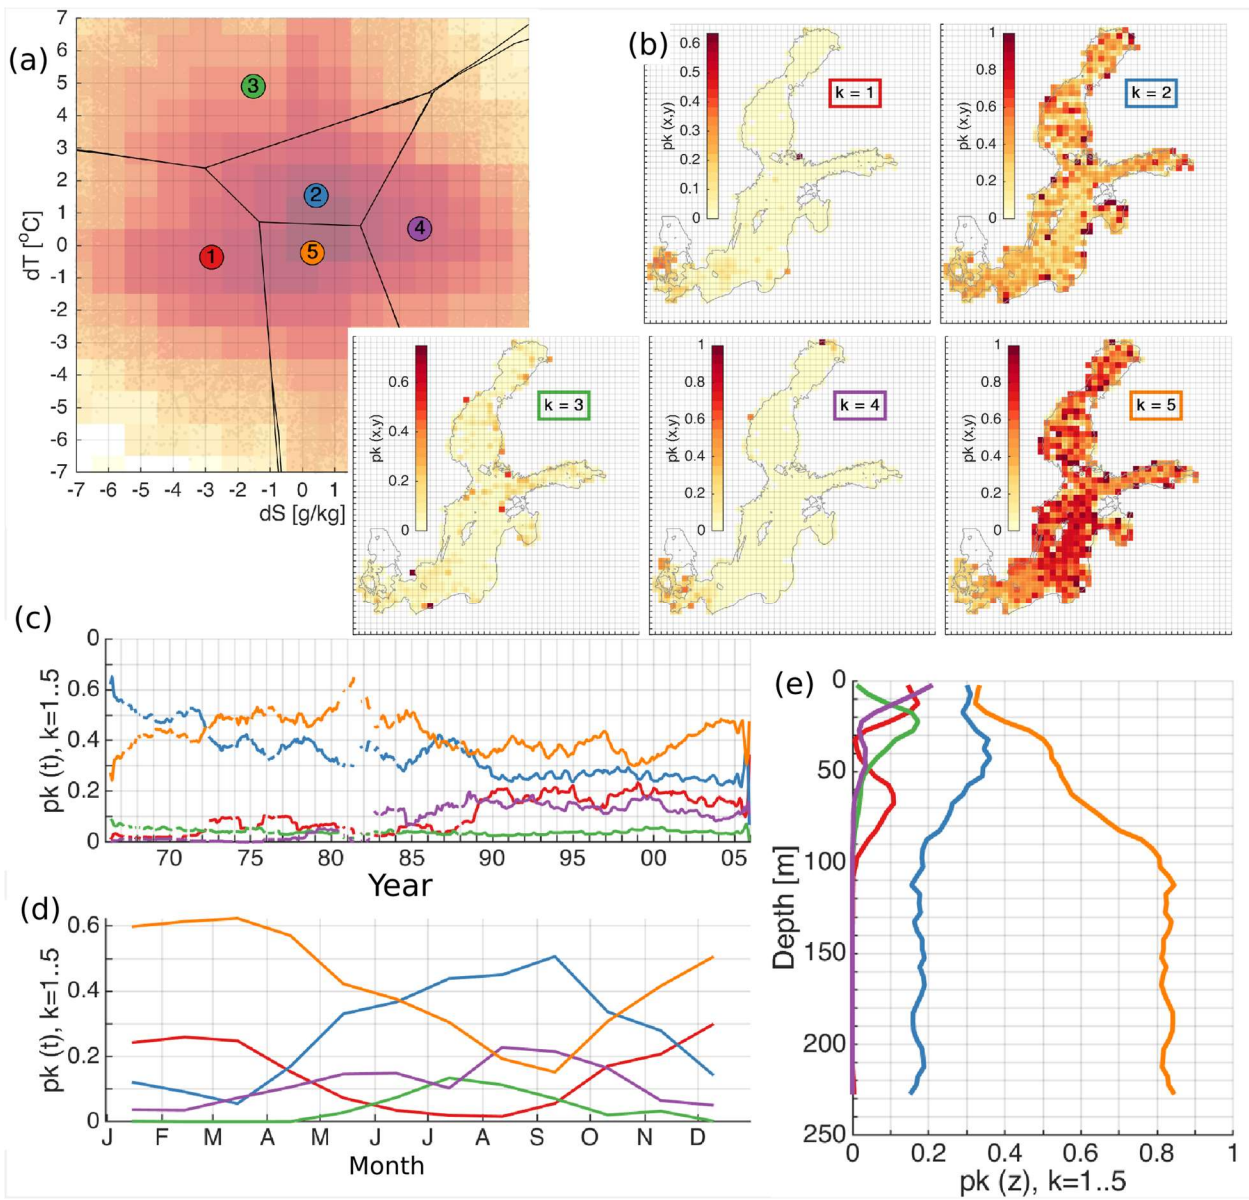 (a)
7
6
5
4
3
2
1
0
-1
-2
-3
-4
-5
-6
-7
dT [°C]
3
2
4
1
5
-7 -6 -5 -4 -3 -2 -1 0 1
dS [g/kg]
(b)
0.6
0.5
0.4
0.3
0.2
0.1
0
pk (x,y)
k = 1
1
0.8
0.6
0.4
0.2
0
pk (x,y)
k = 2
0.6
0.4
0.2
0
pk (x,y)
k = 3
1
0.8
0.6
0.4
0.2
0
pk (x,y)
k = 4
1
0.8
0.6
0.4
0.2
0
pk (x,y)
k = 5
(c)
0
0.6
0.4
0.2
0
pk (t), k=1..5
70 75 80 85 90 95 00 05
Year
(d)
0.6
0.4
0.2
0
pk (t), k=1..5
J F M A M J J A S O N D
Month
(e)
0
50
100
150
200
250
Depth [m]
0 0.2 0.4 0.6 0.8 1
pk (z), k=1..5